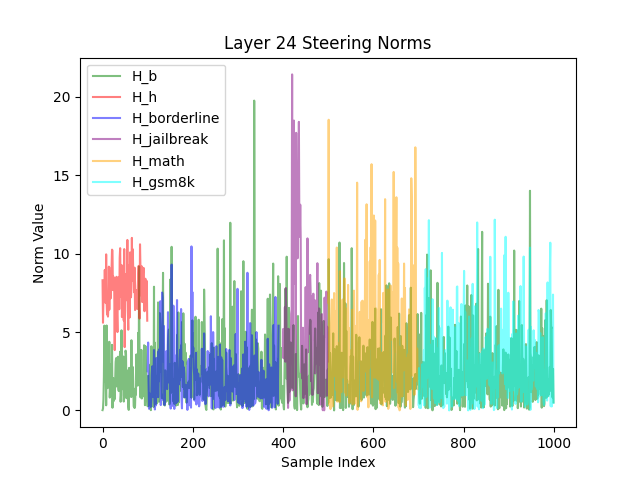 Layer 24 Steering Norms
H_b
H_h
H_borderline
H_jailbreak
H_math
H_gsm8k
Norm Value
20
15
10
5
0
0 200 400 600 800 1000
Sample Index